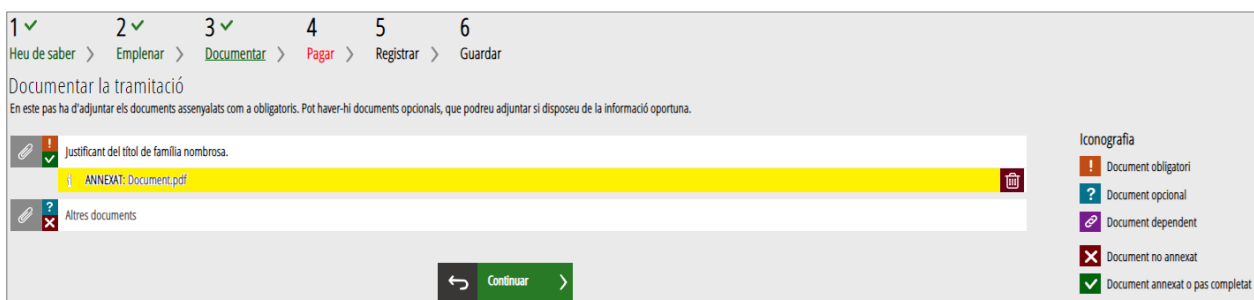 1 2 3 4 5 6
Heu de saber Emplenar Documentar Pagar Registrar Guardar
Documentar la tramitació
En este pas ha d'adjuntar els documents assenyalats com a obligatoris. Pot haver-hi documents opcionals, que podreu adjuntar si disposeu de la informació oportuna.
! Justificant del títol de família nombrosa.
ANNEXAT: Document.pdf
? Altres documents
Continuar
Iconografia
! Document obligatori
? Document opcional
Document dependent
Document no annexat
Document annexat o pas completat